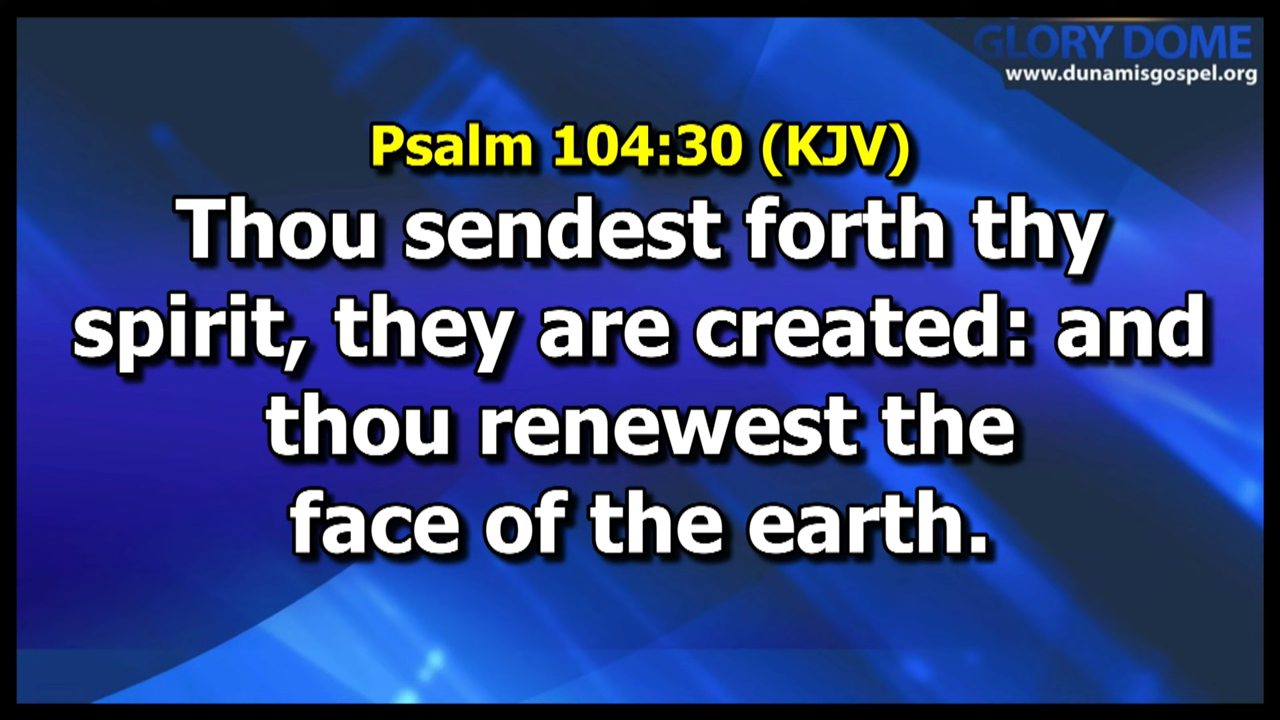 GLORY DOME
www.dunamisgospel.org
Psalm 104:30 (KJV)
Thou sendest forth thy
spirit, they are created: and
thou renewest the
face of the earth.